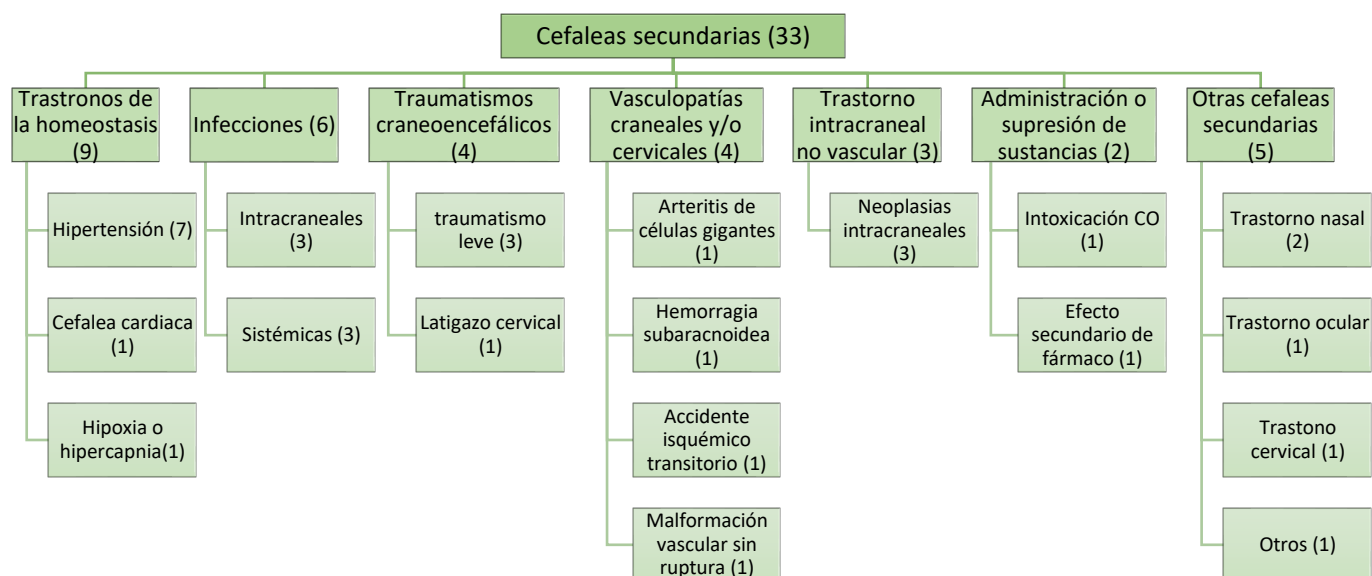 Cefaleas secundarias (33)
Trastronos de
la homeostasis
(9)
Hipertensión (7)
Cefalea cardiaca
(1)
Hipoxia o
hipercapnia(1)
Infecciones (6)
Intracraneales
(3)
Sistémicas (3)
Traumatismos
craneoencefálicos
(4)
traumatismo
leve (3)
Latigazo cervical
(1)
Vasculopatías
craneales y/o
cervicales (4)
Arteritis de
células gigantes
(1)
Hemorragia
subaracnoidea
(1)
Accidente
isquémico
transitorio (1)
Malformación
vascular sin
ruptura (1)
Trastorno
intracraneal
no vascular (3)
Neoplasias
intracraneales
(3)
Administración o
supresión de
sustancias (2)
Intoxicación CO
(1)
Efecto
secundario de
fármaco (1)
Otras cefaleas
secundarias
(5)
Trastorno nasal
(2)
Trastorno ocular
(1)
Trastono
cervical (1)
Otros (1)